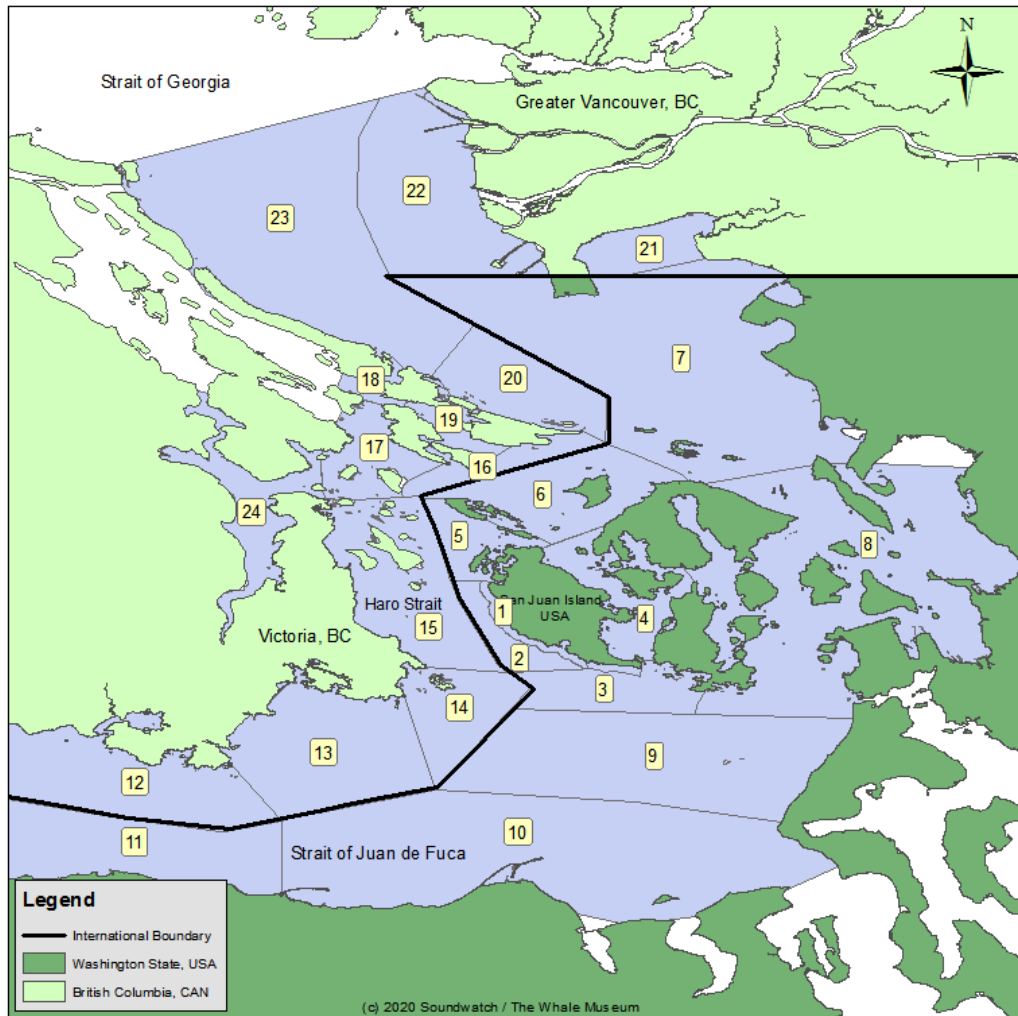 N
Strait of Georgia
Greater Vancouver, BC
22
23
21
7
18
20
19
17
16
6
24
5
8
Haro Strait
1
San Juan Island,
USA
4
15
Victoria, BC
2
3
14
13
9
12
11
10
Strait of Juan de Fuca
Legend
International Boundary
Washington State, USA
British Columbia, CAN
(c) 2020 Soundwatch / The Whale Museum